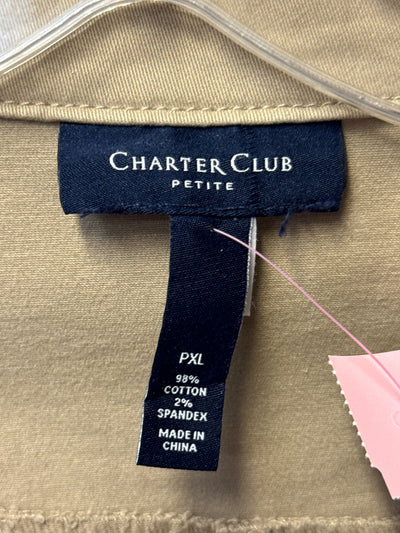 CHARTER CLUB
PETITE
PXL
98%
COTTON
2%
SPANDEX
MADE IN
CHINA